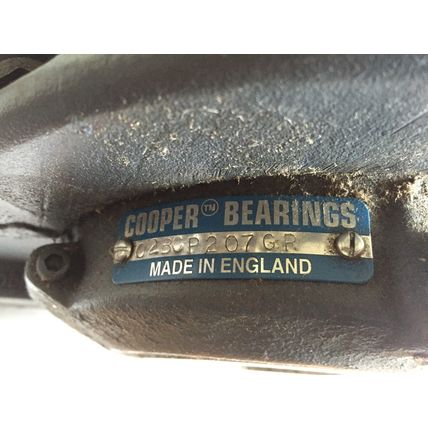 COOPER™ BEARINGS
02BCP207GR
MADE IN ENGLAND